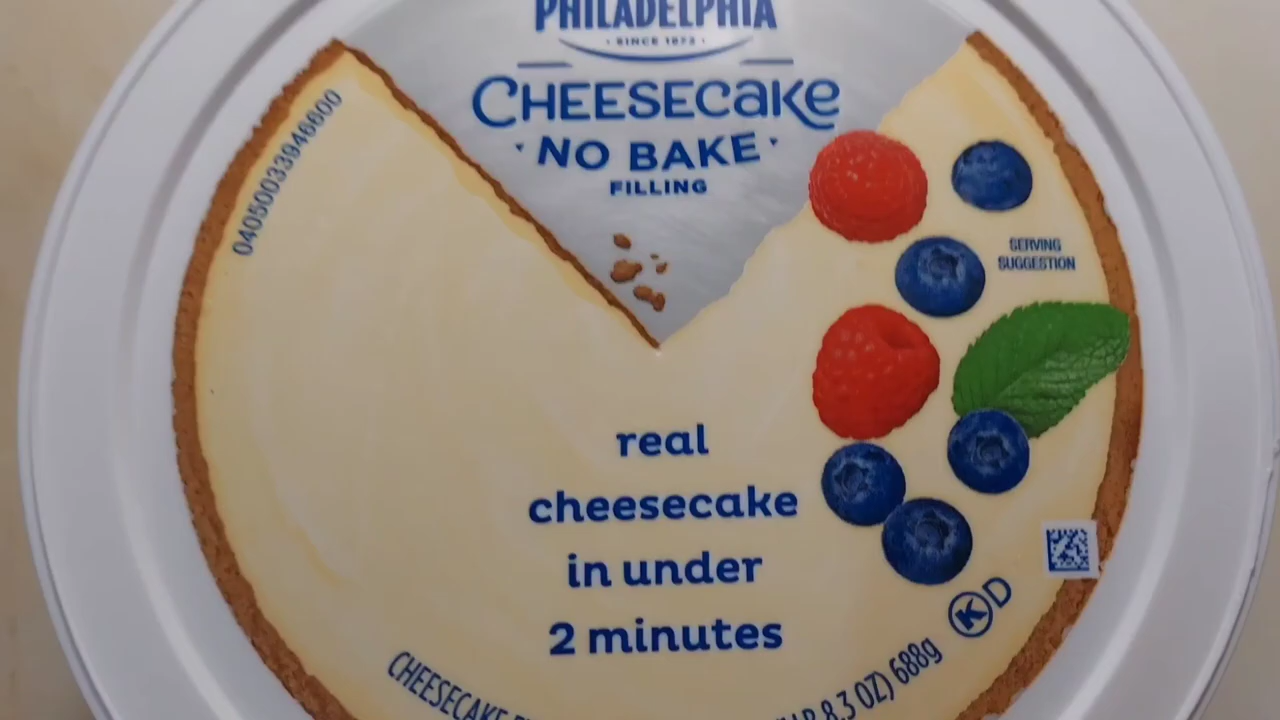 PHILADELPHIA
• SINCE 1872 •
CHEESECAKE
NO BAKE
FILLING
04050033946600
SERVING
SUGGESTION
real
cheesecake
in under
2 minutes
K D
CHEESECAKE
8.3 OZ) 688g